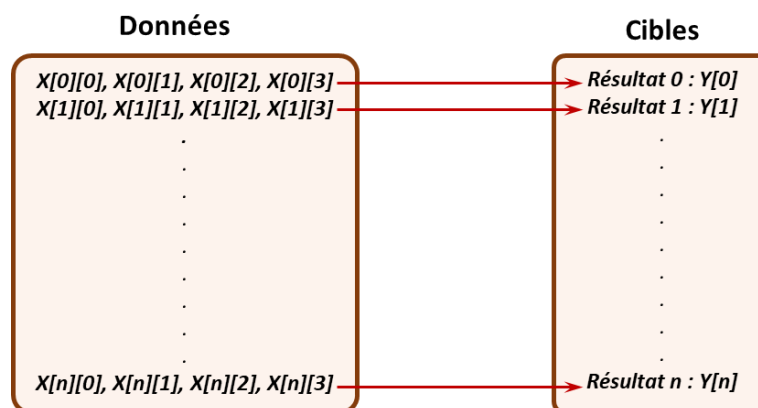 Données
Cibles
X[0][0], X[0][1], X[0][2], X[0][3]
Résultat 0 : Y[0]
X[1][0], X[1][1], X[1][2], X[1][3]
Résultat 1 : Y[1]
X[n][0], X[n][1], X[n][2], X[n][3]
Résultat n : Y[n]